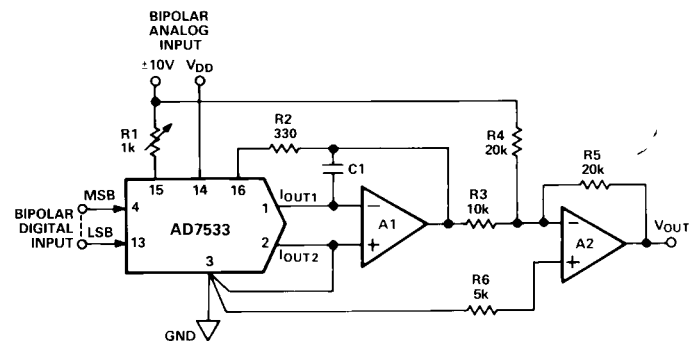 BIPOLAR
ANALOG
INPUT
±10V
VDD
R1
1k
R2
330
C1
R4
20k
R5
20k
15
14
16
MSB
4
BIPOLAR
DIGITAL
INPUT
LSB
13
AD7533
1
IOUT1
2
IOUT2
3
−
A1
+
R3
10k
−
A2
+
VOUT
R6
5k
GND